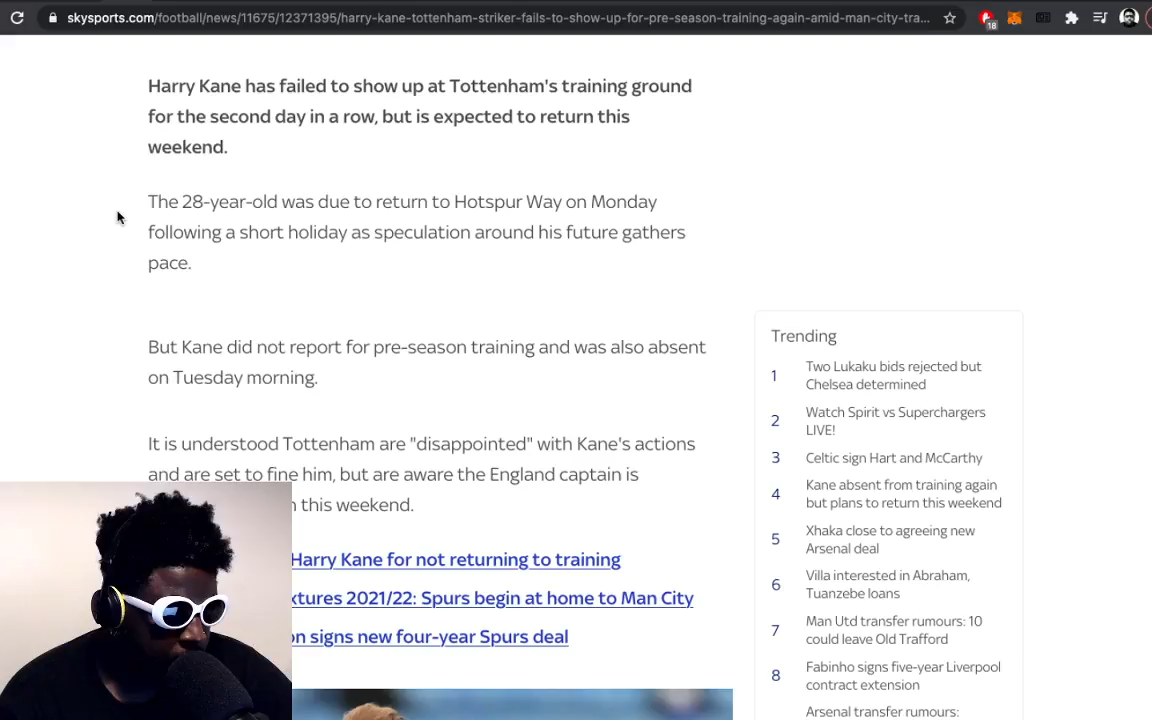 skysports.com/football/news/11675/12371395/harry-kane-tottenham-striker-fails-to-show-up-for-pre-season-training-again-amid-man-city-tra...
18
Harry Kane has failed to show up at Tottenham's training ground
for the second day in a row, but is expected to return this
weekend.
The 28-year-old was due to return to Hotspur Way on Monday
following a short holiday as speculation around his future gathers
pace.
But Kane did not report for pre-season training and was also absent
on Tuesday morning.
It is understood Tottenham are "disappointed" with Kane's actions
and are set to fine him, but are aware the England captain is
this weekend.
Harry Kane for not returning to training
2021/22: Spurs begin at home to Man City
signs new four-year Spurs deal
Trending
1 Two Lukaku bids rejected but
Chelsea determined
2 Watch Spirit vs Superchargers
LIVE!
3 Celtic sign Hart and McCarthy
4 Kane absent from training again
but plans to return this weekend
5 Xhaka close to agreeing new
Arsenal deal
6 Villa interested in Abraham,
Tuanzebe loans
7 Man Utd transfer rumours: 10
could leave Old Trafford
8 Fabinho signs five-year Liverpool
contract extension
Arsenal transfer rumours: